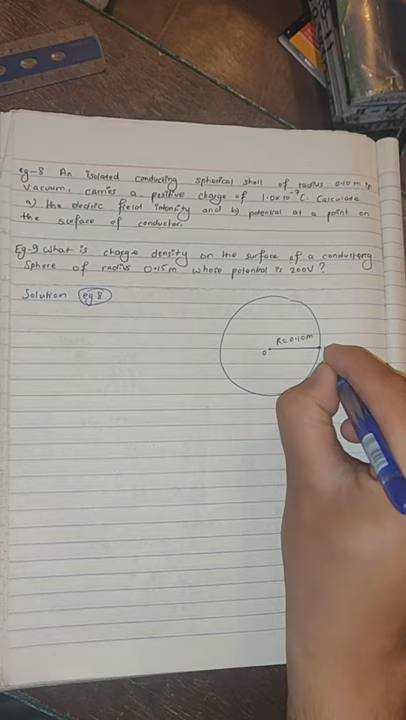 eg-8 An isolated conducting spherical shell of radius 0.10 m in
vacuum, carries a positive charge of 1.0x10⁻⁷C. Calculate
a) the electric field intensity and b) potential at a point on
the surface of conductor.
Eg-9 What is charge density on the surface of a conducting
Sphere of radius 0.15m whose potential is 200V?
Solution eg 8
R=0.10m
O